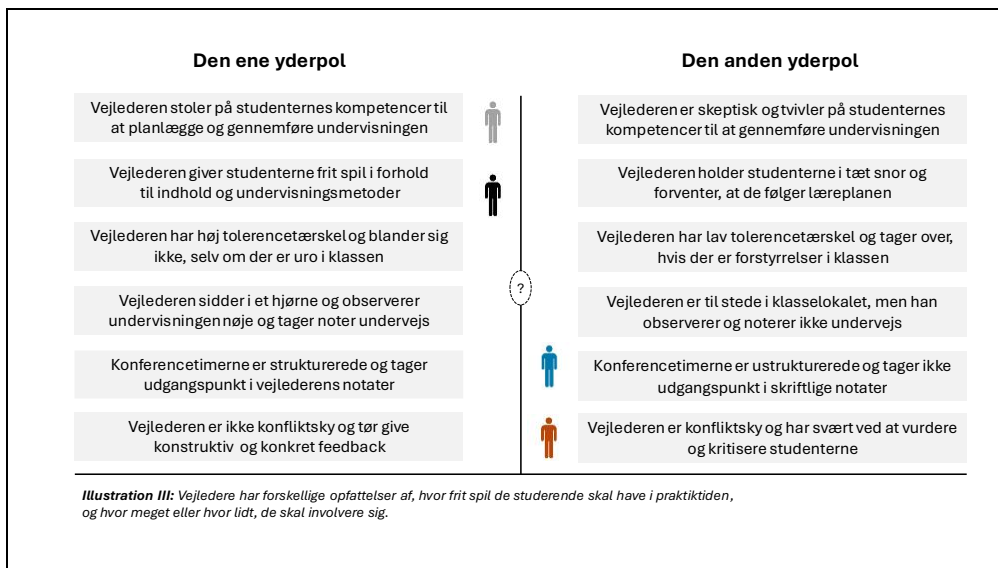 Den ene yderpol
Den anden yderpol
Vejlederen stoler på studenternes kompetencer til
at planlægge og gennemføre undervisningen
Vejlederen er skeptisk og tvivler på studenternes
kompetencer til at gennemføre undervisningen
Vejlederen giver studenterne frit spil i forhold
til indhold og undervisningsmetoder
Vejlederen holder studenterne i tæt snor og
forventer, at de følger læreplanen
Vejlederen har høj tolerencetærskel og blander sig
ikke, selv om der er uro i klassen
Vejlederen har lav tolerencetærskel og tager over,
hvis der er forstyrrelser i klassen
?
Vejlederen sidder i et hjørne og observerer
undervisningen nøje og tager noter undervejs
Vejlederen er til stede i klasselokalet, men han
observerer og noterer ikke undervejs
Konferencetimerne er strukturerede og tager
udgangspunkt i vejlederens notater
Konferencetimerne er ustrukturerede og tager ikke
udgangspunkt i skriftlige notater
Vejlederen er ikke konfliktsky og tør give
konstruktiv og konkret feedback
Vejlederen er konfliktsky og har svært ved at vurdere
og kritisere studenterne
Illustration III: Vejledere har forskellige opfattelser af, hvor frit spil de studerende skal have i praktiktiden,
og hvor meget eller hvor lidt, de skal involvere sig.